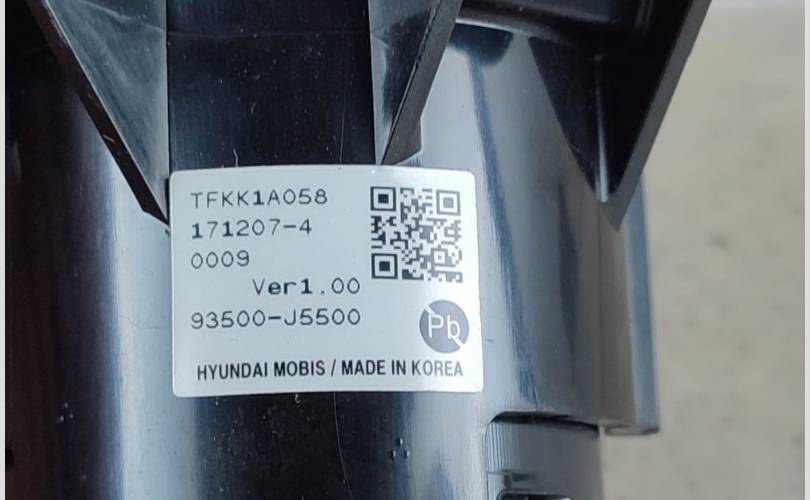 TFKK1A058
171207-4
0009
Ver1.00
93500-J5500
Pb
HYUNDAI MOBIS / MADE IN KOREA